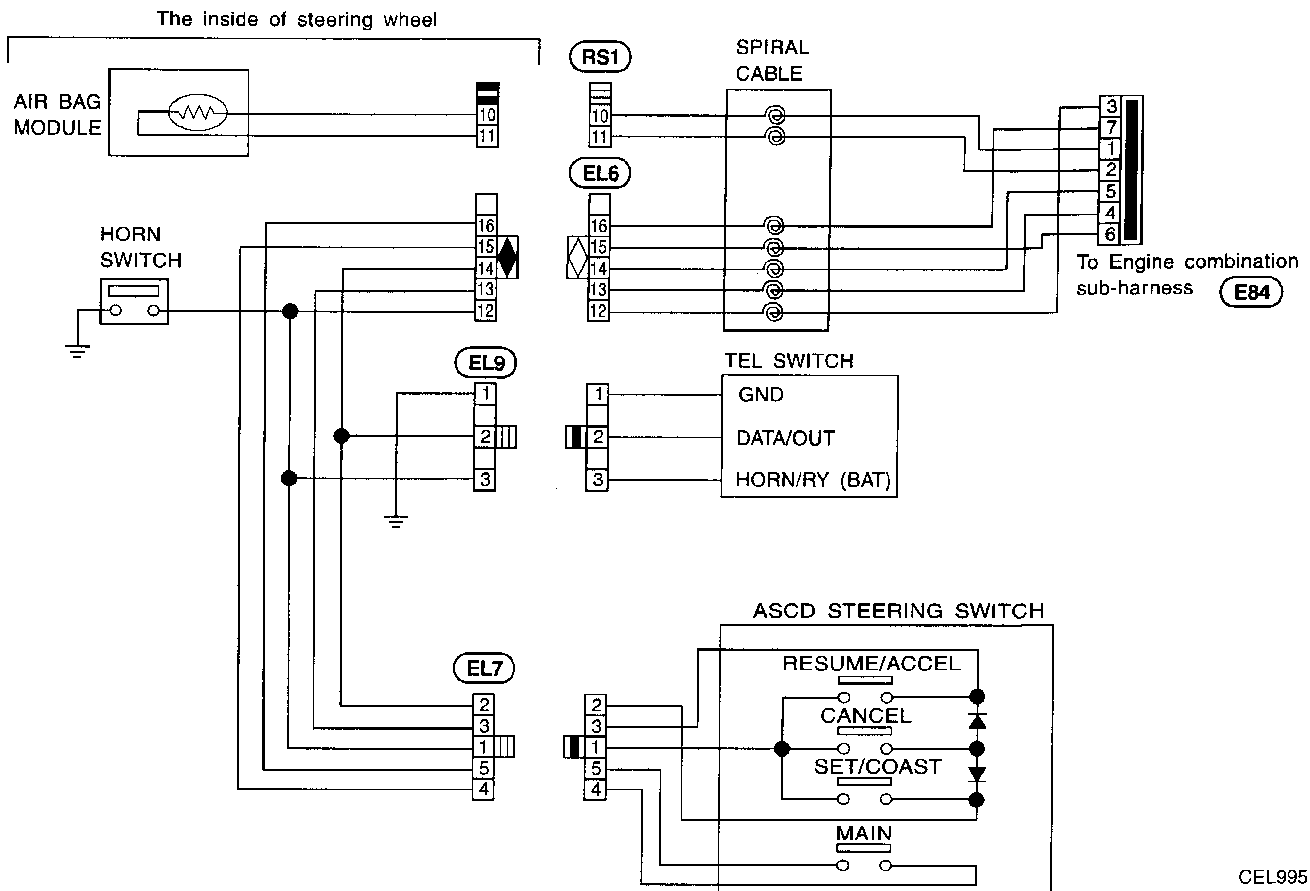 The inside of steering wheel
AIR BAG
MODULE
10
11
RS1
10
11
SPIRAL
CABLE
3
7
1
2
5
4
6
To Engine combination
sub-harness
E84
EL6
16
15
14
13
12
16
15
14
13
12
HORN
SWITCH
EL9
1
2
3
1
2
3
TEL SWITCH
GND
DATA/OUT
HORN/RY (BAT)
EL7
2
3
1
5
4
2
3
1
5
4
ASCD STEERING SWITCH
RESUME/ACCEL
CANCEL
SET/COAST
MAIN
CEL995